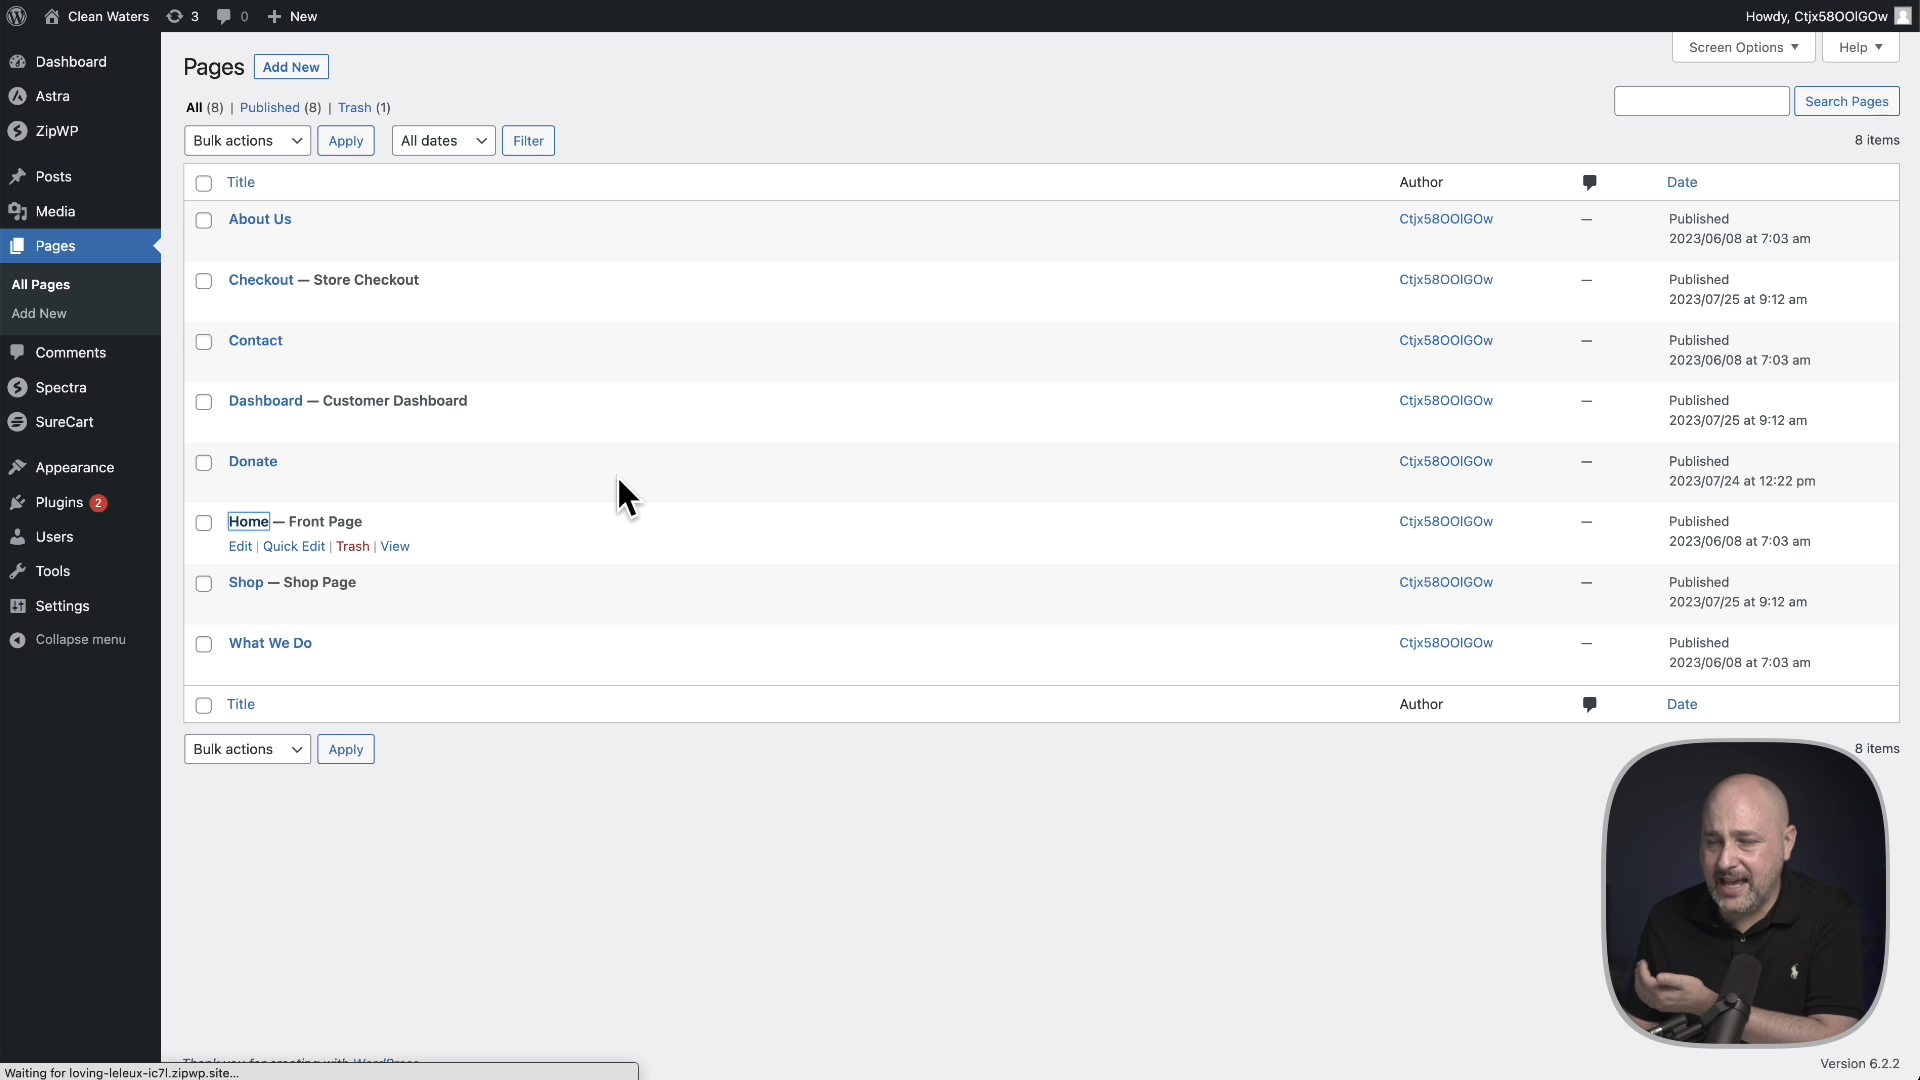 Clean Waters 3 0 New Howdy, Ctjx58OOlGOw
Screen Options Help
Dashboard
Astra
ZipWP
Posts
Media
Pages
All Pages
Add New
Comments
Spectra
SureCart
Appearance
Plugins 2
Users
Tools
Settings
Collapse menu
Pages Add New
All (8) | Published (8) | Trash (1)
Search Pages
Bulk actions Apply All dates Filter 8 items
Title Author Date
About Us Ctjx58OOlGOw — Published
2023/06/08 at 7:03 am
Checkout — Store Checkout Ctjx58OOlGOw — Published
2023/07/25 at 9:12 am
Contact Ctjx58OOlGOw — Published
2023/06/08 at 7:03 am
Dashboard — Customer Dashboard Ctjx58OOlGOw — Published
2023/07/25 at 9:12 am
Donate Ctjx58OOlGOw — Published
2023/07/24 at 12:22 pm
Home — Front Page Ctjx58OOlGOw — Published
Edit | Quick Edit | Trash | View 2023/06/08 at 7:03 am
Shop — Shop Page Ctjx58OOlGOw — Published
2023/07/25 at 9:12 am
What We Do Ctjx58OOlGOw — Published
2023/06/08 at 7:03 am
Title Author Date
Bulk actions Apply 8 items
Thank you for creating with WordPress.
Version 6.2.2
Waiting for loving-leleux-ic7l.zipwp.site...